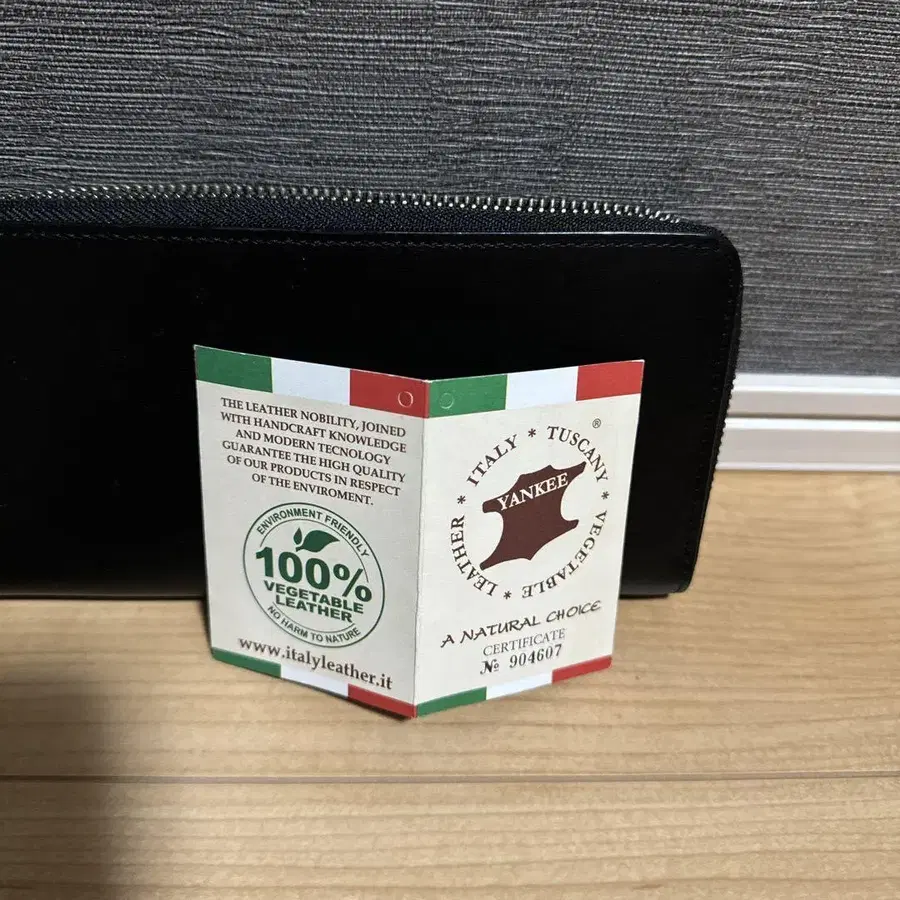 THE LEATHER NOBILITY, JOINED
WITH HANDCRAFT KNOWLEDGE
AND MODERN TECNOLOGY
GUARANTEE THE HIGH QUALITY
OF OUR PRODUCTS IN RESPECT
OF THE ENVIROMENT.
ENVIRONMENT FRIENDLY
100%
VEGETABLE
LEATHER
NO HARM TO NATURE
www.italyleather.it
®
LEATHER * ITALY * TUSCANY * VEGETABLE *
YANKEE
A NATURAL CHOICE
CERTIFICATE
№ 904607